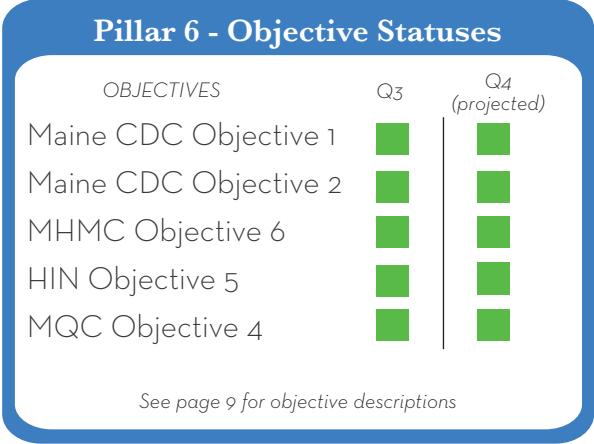 Pillar 6 - Objective Statuses
OBJECTIVES Q3 Q4
(projected)
Maine CDC Objective 1
Maine CDC Objective 2
MHMC Objective 6
HIN Objective 5
MQC Objective 4
See page 9 for objective descriptions